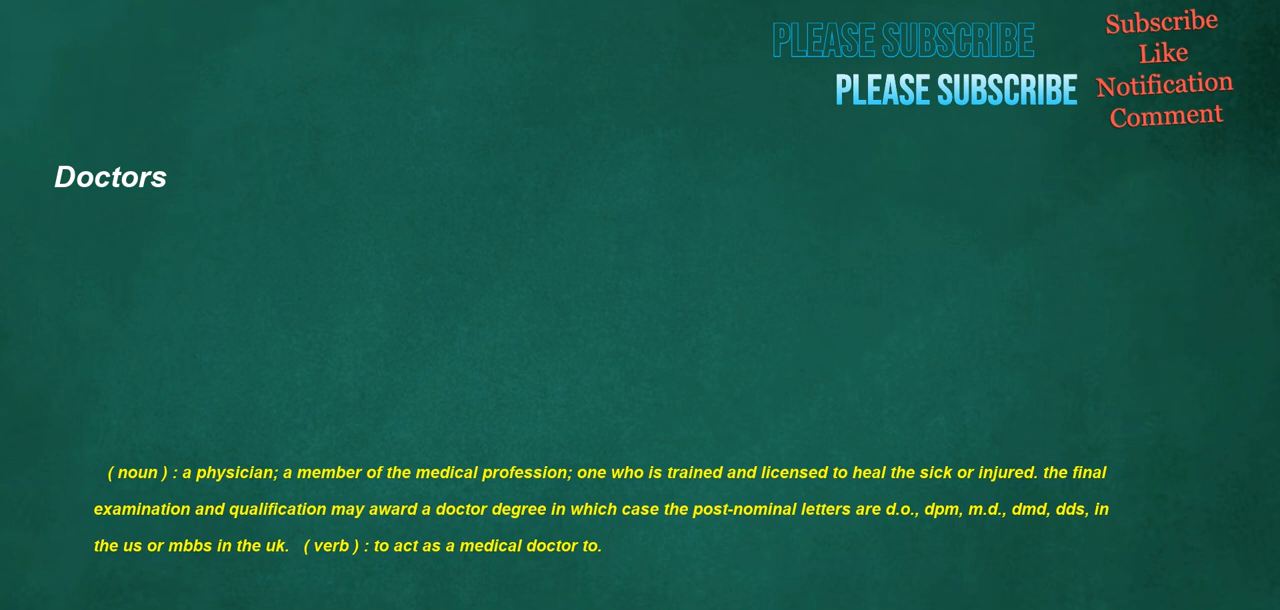 PLEASE SUBSCRIBE
PLEASE SUBSCRIBE
Subscribe
Like
Notification
Comment
Doctors
( noun ) : a physician; a member of the medical profession; one who is trained and licensed to heal the sick or injured. the final
examination and qualification may award a doctor degree in which case the post-nominal letters are d.o., dpm, m.d., dmd, dds, in
the us or mbbs in the uk. ( verb ) : to act as a medical doctor to.